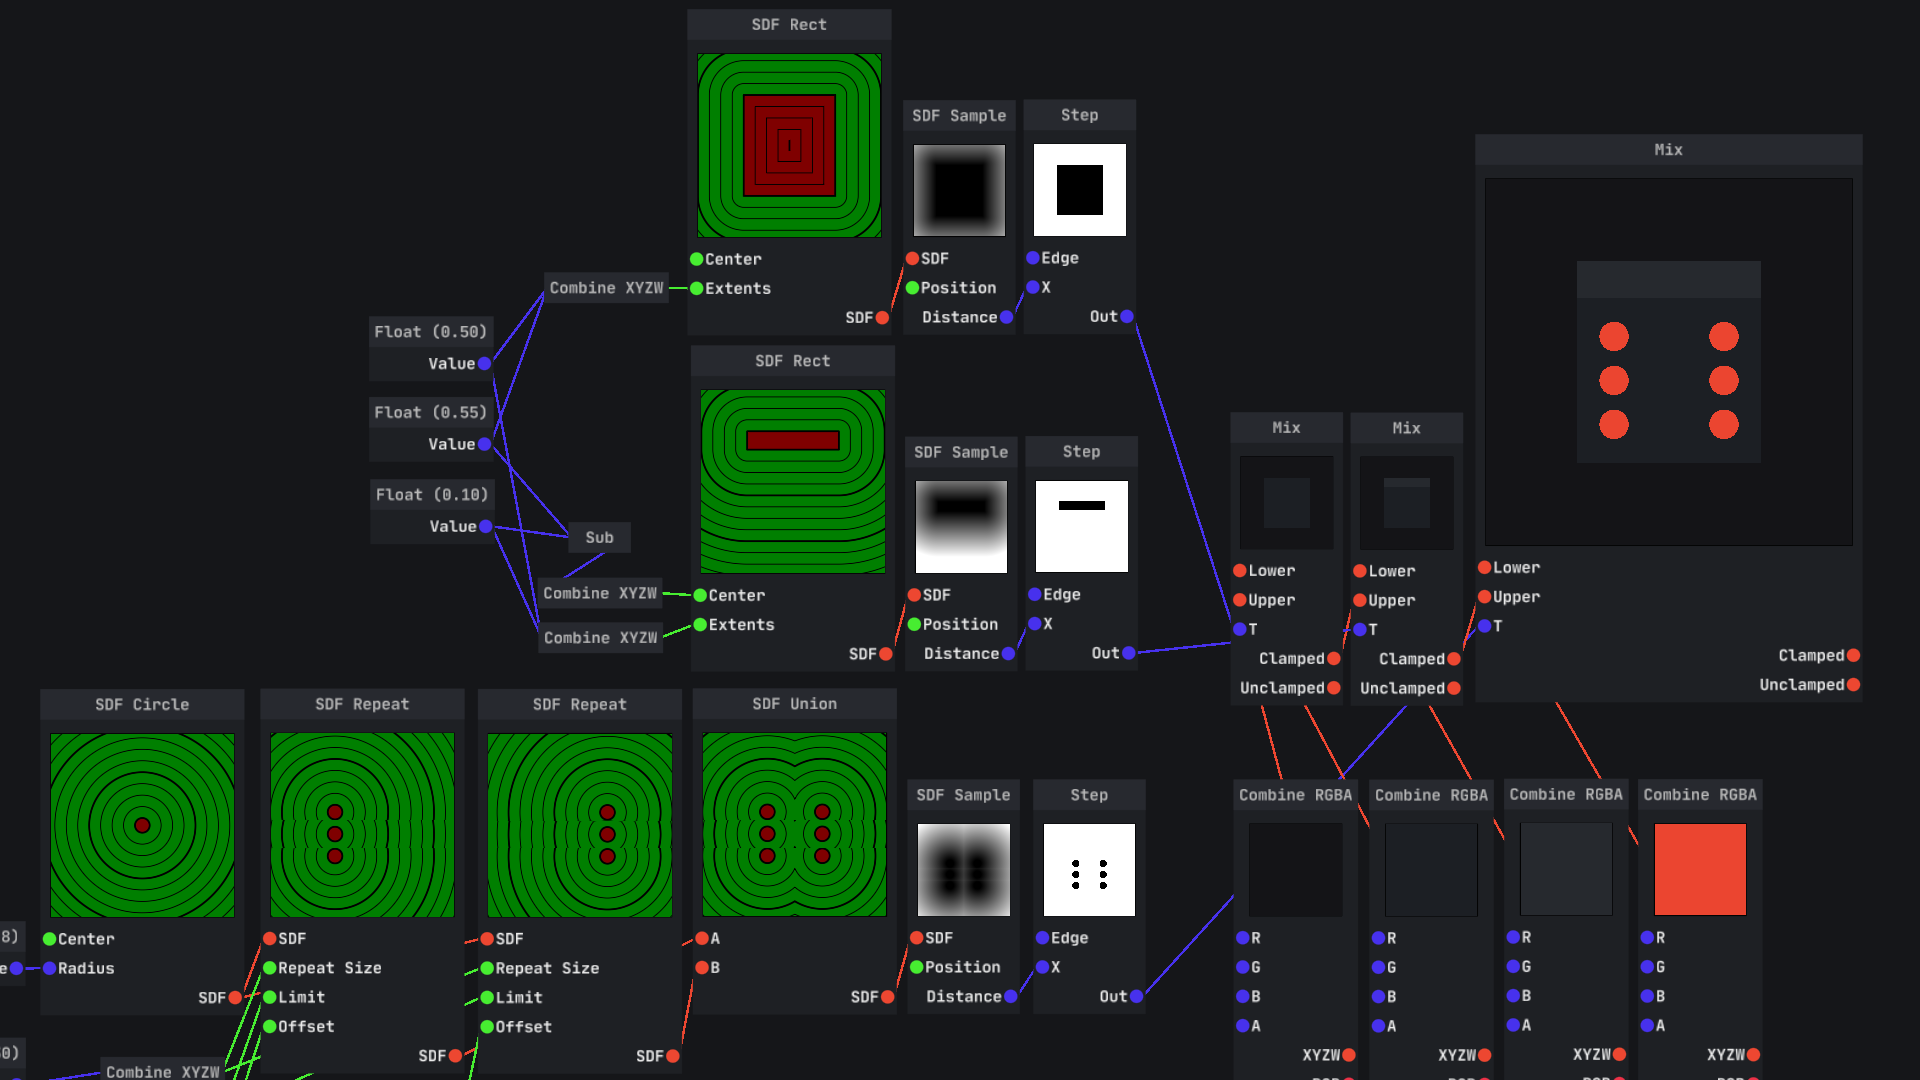 SDF Rect
Center
Extents
SDF
SDF Sample
SDF
Position
Distance
Step
Edge
X
Out
Combine XYZW
Float (0.50)
Value
Float (0.55)
Value
Float (0.10)
Value
Sub
Combine XYZW
Combine XYZW
SDF Rect
Center
Extents
SDF
SDF Sample
SDF
Position
Distance
Step
Edge
X
Out
Mix
Lower
Upper
T
Clamped
Unclamped
Mix
Lower
Upper
T
Clamped
Unclamped
Mix
Lower
Upper
T
Clamped
Unclamped
8)
e
SDF Circle
Center
Radius
SDF
SDF Repeat
SDF
Repeat Size
Limit
Offset
SDF
SDF Repeat
SDF
Repeat Size
Limit
Offset
SDF
SDF Union
A
B
SDF
SDF Sample
SDF
Position
Distance
Step
Edge
X
Out
Combine RGBA
R
G
B
A
XYZW
Combine RGBA
R
G
B
A
XYZW
Combine RGBA
R
G
B
A
XYZW
Combine RGBA
R
G
B
A
XYZW
0)
Combine XYZW